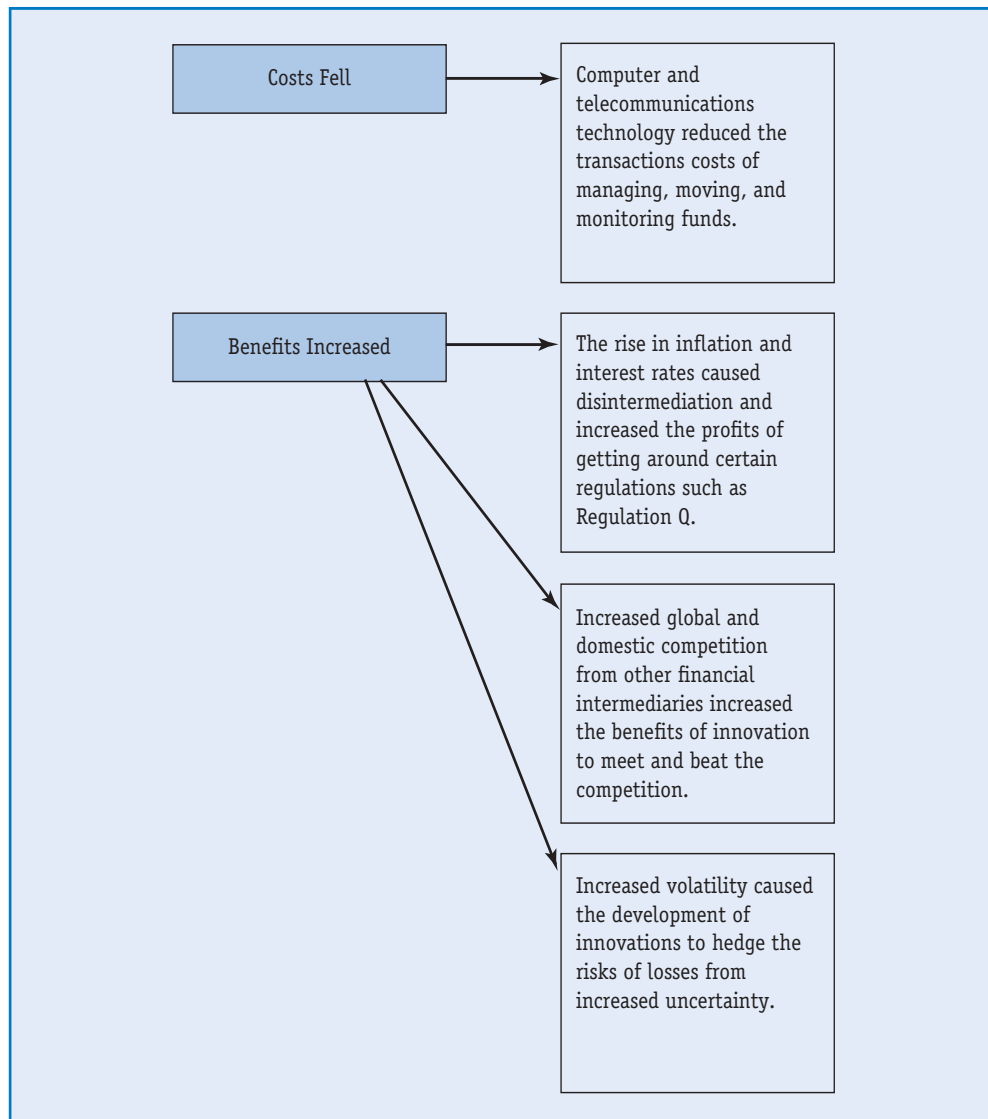 Costs Fell
Computer and
telecommunications
technology reduced the
transactions costs of
managing, moving, and
monitoring funds.
Benefits Increased
The rise in inflation and
interest rates caused
disintermediation and
increased the profits of
getting around certain
regulations such as
Regulation Q.
Increased global and
domestic competition
from other financial
intermediaries increased
the benefits of innovation
to meet and beat the
competition.
Increased volatility caused
the development of
innovations to hedge the
risks of losses from
increased uncertainty.